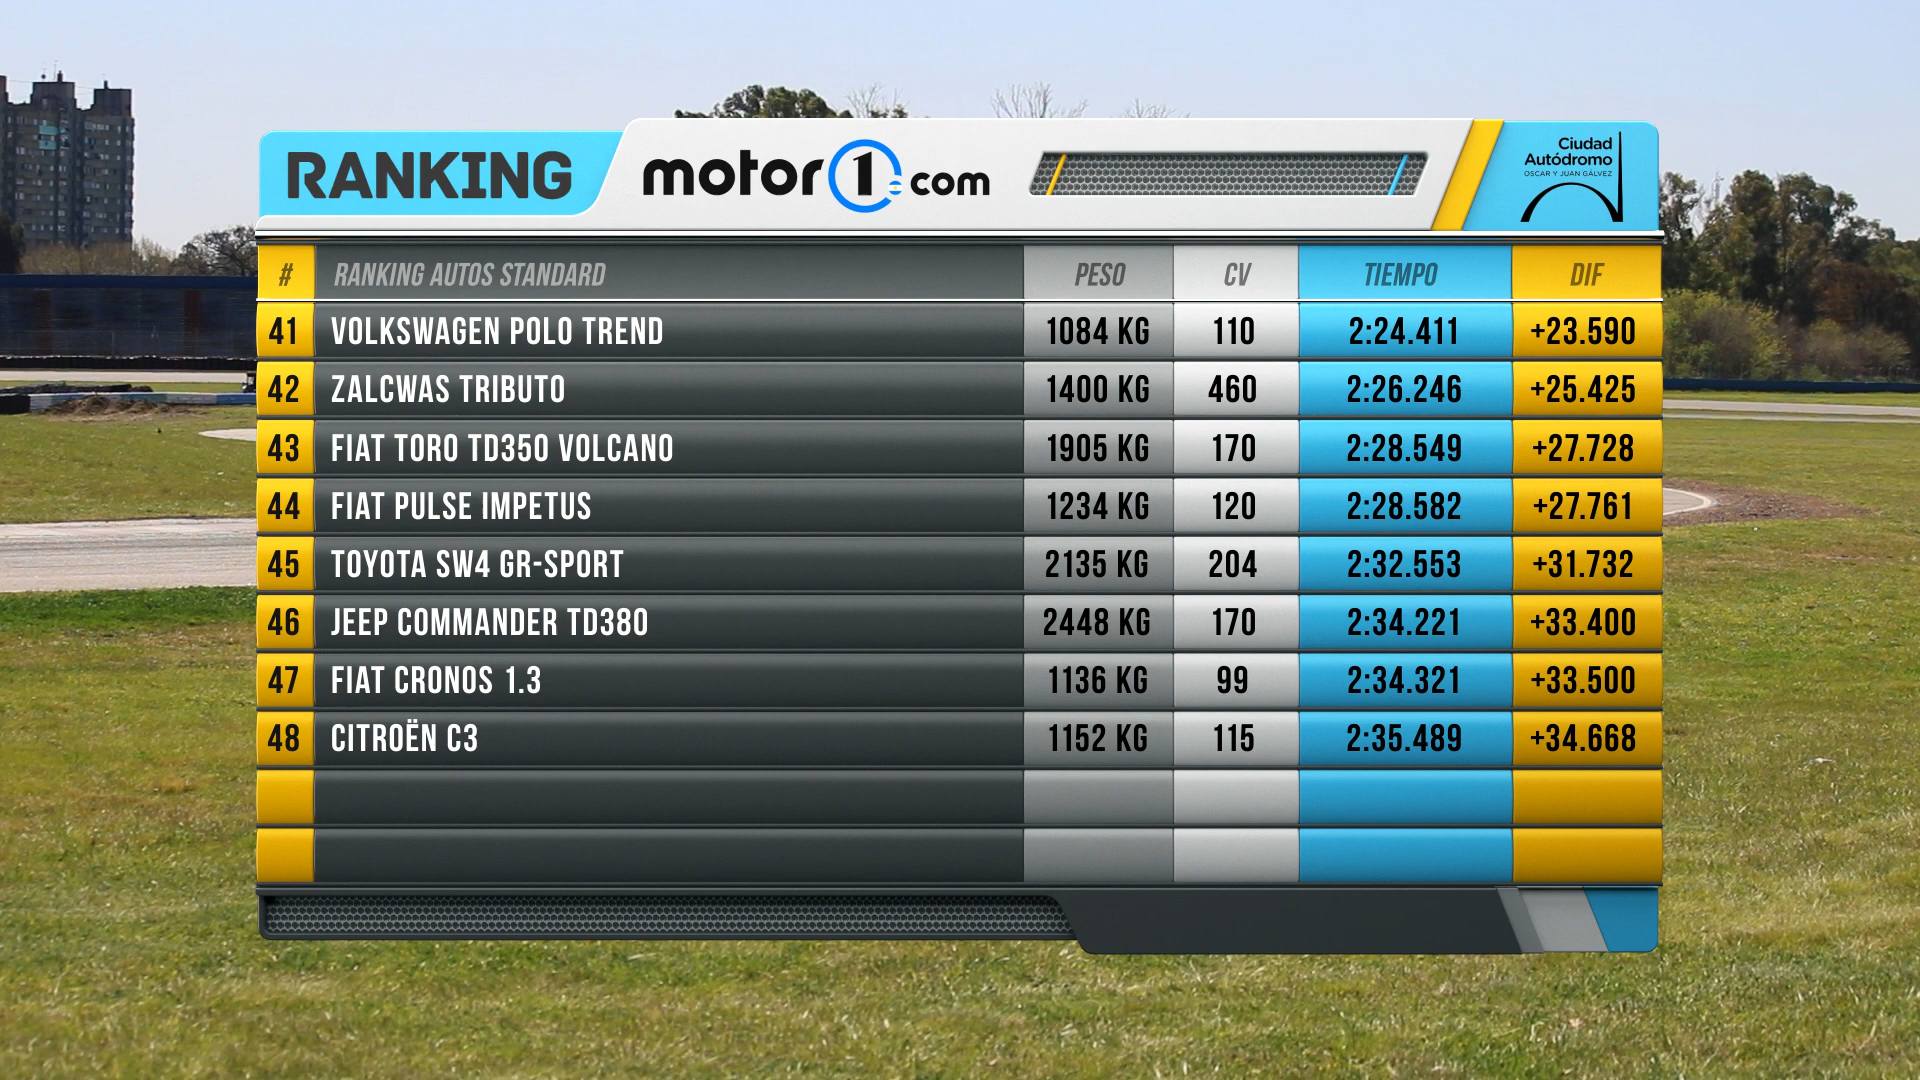 RANKING motor1.com Ciudad
Autódromo
OSCAR Y JUAN GÁLVEZ
# RANKING AUTOS STANDARD PESO CV TIEMPO DIF
41 VOLKSWAGEN POLO TREND 1084 KG 110 2:24.411 +23.590
42 ZALCWAS TRIBUTO 1400 KG 460 2:26.246 +25.425
43 FIAT TORO TD350 VOLCANO 1905 KG 170 2:28.549 +27.728
44 FIAT PULSE IMPETUS 1234 KG 120 2:28.582 +27.761
45 TOYOTA SW4 GR-SPORT 2135 KG 204 2:32.553 +31.732
46 JEEP COMMANDER TD380 2448 KG 170 2:34.221 +33.400
47 FIAT CRONOS 1.3 1136 KG 99 2:34.321 +33.500
48 CITROËN C3 1152 KG 115 2:35.489 +34.668